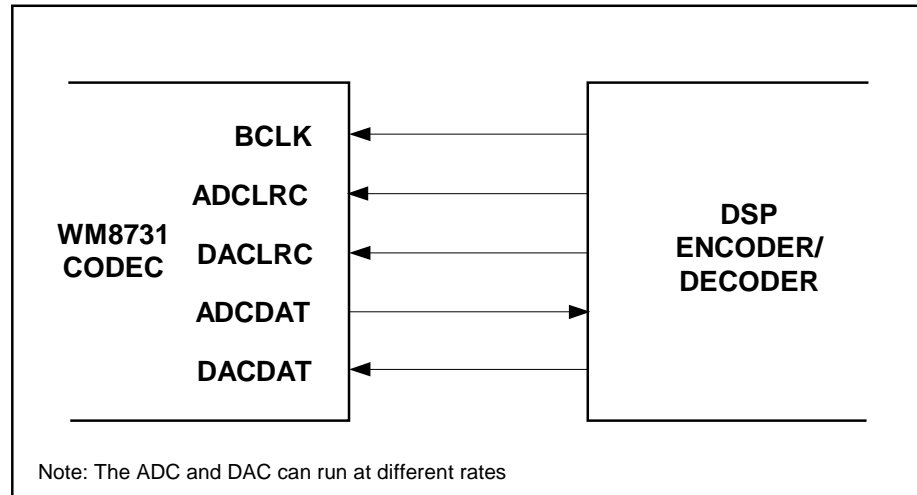 BCLK
ADCLRC
WM8731
CODEC
DACLRC
ADCDAT
DACDAT
DSP
ENCODER/
DECODER
Note: The ADC and DAC can run at different rates